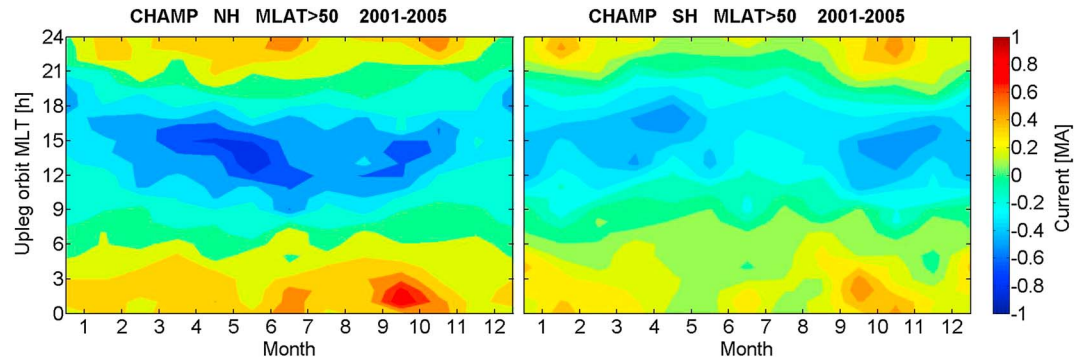 CHAMP NH MLAT>50 2001-2005
CHAMP SH MLAT>50 2001-2005
24
21
18
15
12
9
6
3
0
Upleg orbit MLT [h]
1 2 3 4 5 6 7 8 9 10 11 12
Month
1 2 3 4 5 6 7 8 9 10 11 12
Month
1
0.8
0.6
0.4
0.2
0
-0.2
-0.4
-0.6
-0.8
-1
Current [MA]